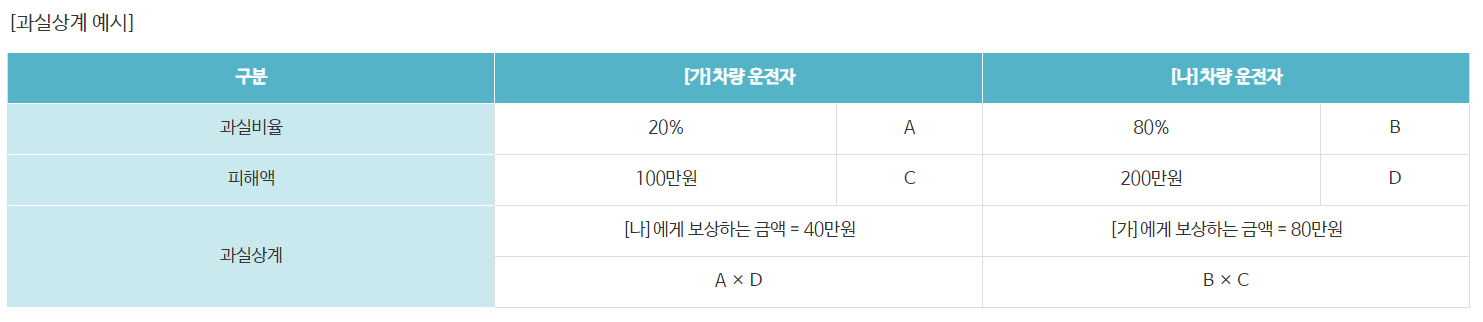 [과실상계 예시]
구분 [가]차량 운전자 [나]차량 운전자
과실비율 20% A 80% B
피해액 100만원 C 200만원 D
과실상계 [나]에게 보상하는 금액 = 40만원 [가]에게 보상하는 금액 = 80만원
A × D B × C